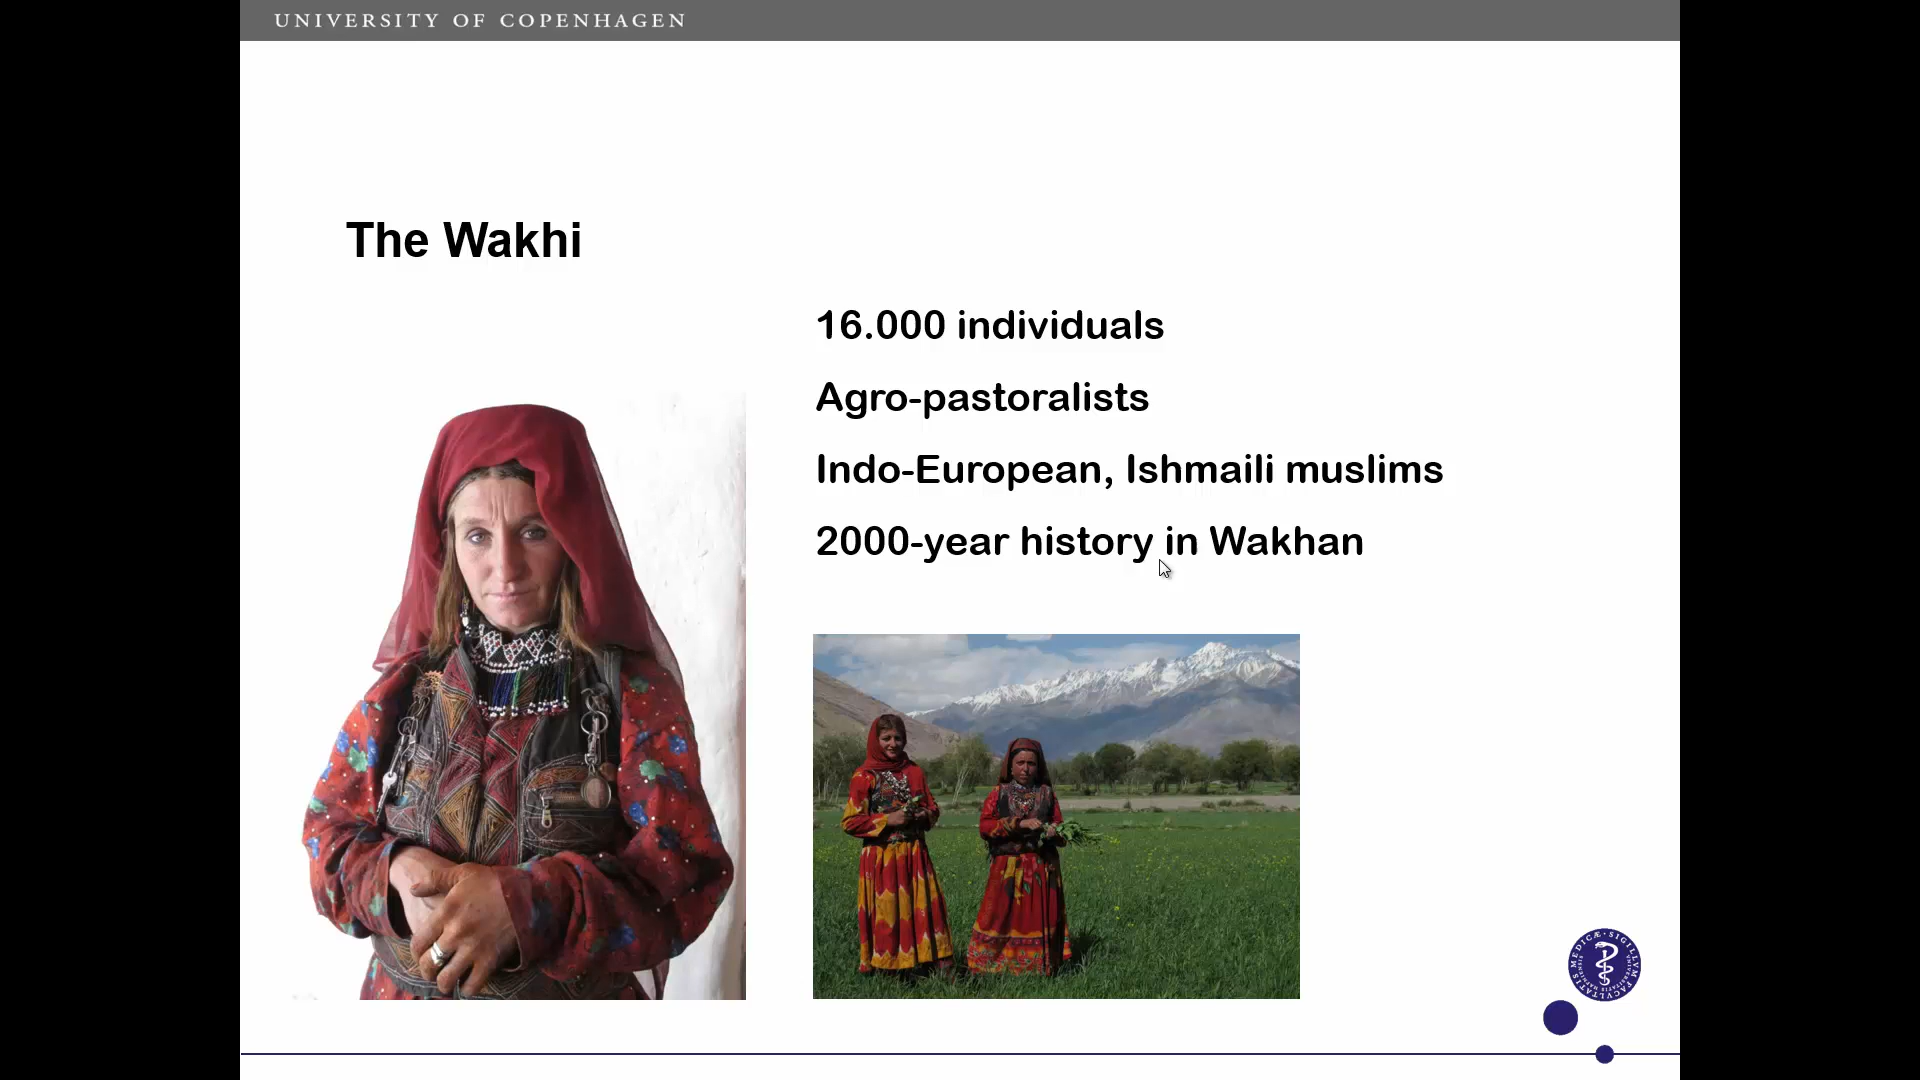 UNIVERSITY OF COPENHAGEN
The Wakhi
16.000 individuals
Agro-pastoralists
Indo-European, Ishmaili muslims
2000-year history in Wakhan